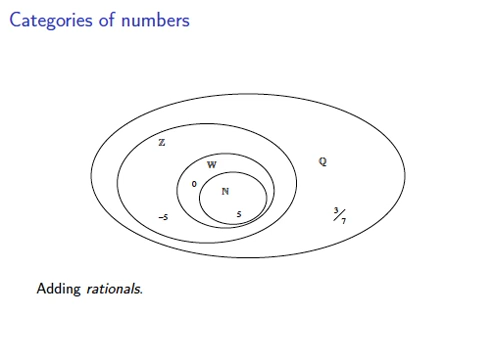 Categories of numbers
ℤ
𝕎
ℚ
0
ℕ
5
–5
3/7
Adding rationals.